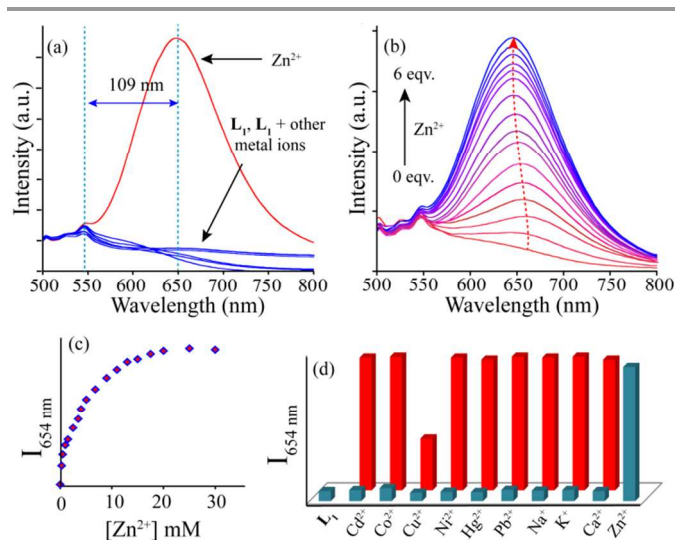 (a)
Zn²⁺
109 nm
L₁, L₁ + other
metal ions
Intensity (a.u.)
500 550 600 650 700 750 800
Wavelength (nm)
(b)
6 eqv.
Zn²⁺
0 eqv.
Intensity (a.u.)
500 550 600 650 700 750 800
Wavelength (nm)
(c)
I₆₅₄ ₙₘ
0 10 20 30
[Zn²⁺] mM
(d)
I₆₅₄ ₙₘ
L₁ Cd²⁺ Co²⁺ Cu²⁺ Ni²⁺ Hg²⁺ Pb²⁺ Na⁺ K⁺ Ca²⁺ Zn²⁺